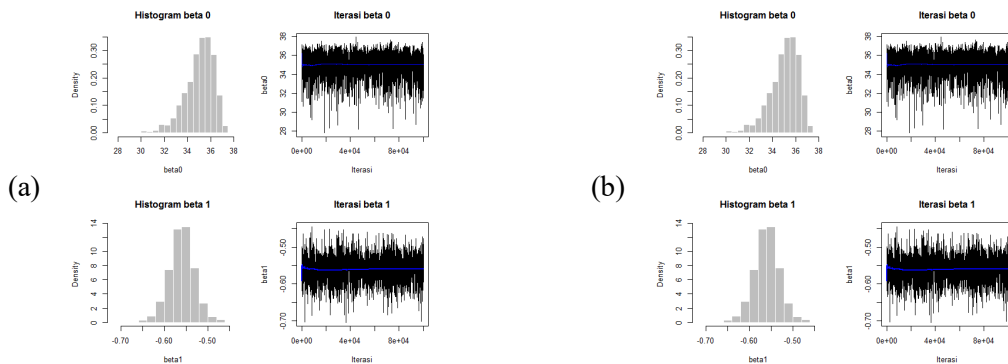 Histogram beta 0
Iterasi beta 0
Density
0.00 0.10 0.20 0.30
28 30 32 34 36 38
beta0
beta0
28 30 32 34 36 38
0e+00 4e+04 8e+04
Iterasi
(a)
Histogram beta 1
Iterasi beta 1
Density
0 2 4 6 8 10 14
-0.70 -0.60 -0.50
beta1
beta1
-0.70 -0.60 -0.50
0e+00 4e+04 8e+04
Iterasi
Histogram beta 0
Iterasi beta 0
Density
0.00 0.10 0.20 0.30
28 30 32 34 36 38
beta0
beta0
28 30 32 34 36 38
0e+00 4e+04 8e+04
Iterasi
(b)
Histogram beta 1
Iterasi beta 1
Density
0 2 4 6 8 10 14
-0.70 -0.60 -0.50
beta1
beta1
-0.70 -0.60 -0.50
0e+00 4e+04 8e+04
Iterasi